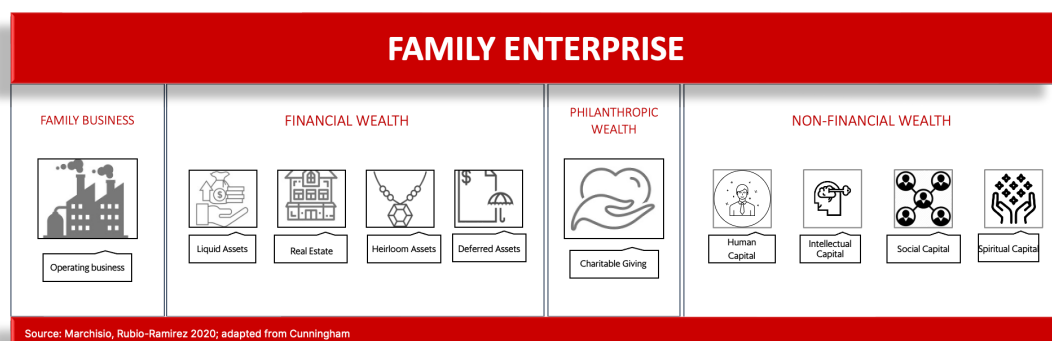 FAMILY ENTERPRISE
FAMILY BUSINESS
Operating business
FINANCIAL WEALTH
$
Liquid Assets
Real Estate
Heirloom Assets
$
Deferred Assets
PHILANTHROPIC
WEALTH
Charitable Giving
NON-FINANCIAL WEALTH
Human
Capital
Intellectual
Capital
Social Capital
Spiritual Capital
Source: Marchisio, Rubio-Ramirez 2020; adapted from Cunningham